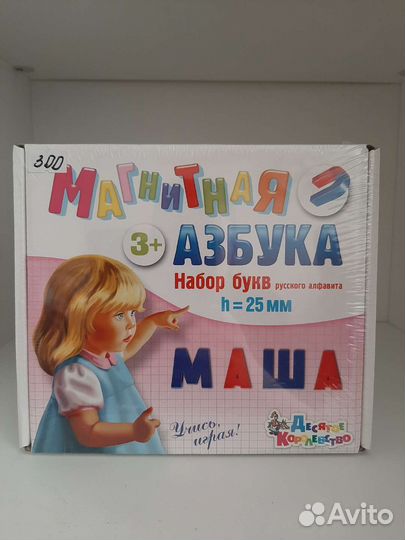 300
МАГНИТНАЯ
3+
АЗБУКА
Набор букв русского алфавита
h = 25 мм
МАША
Учись, играя!
ДЕСЯТОЕ
КОРОЛЕВСТВО
Avito